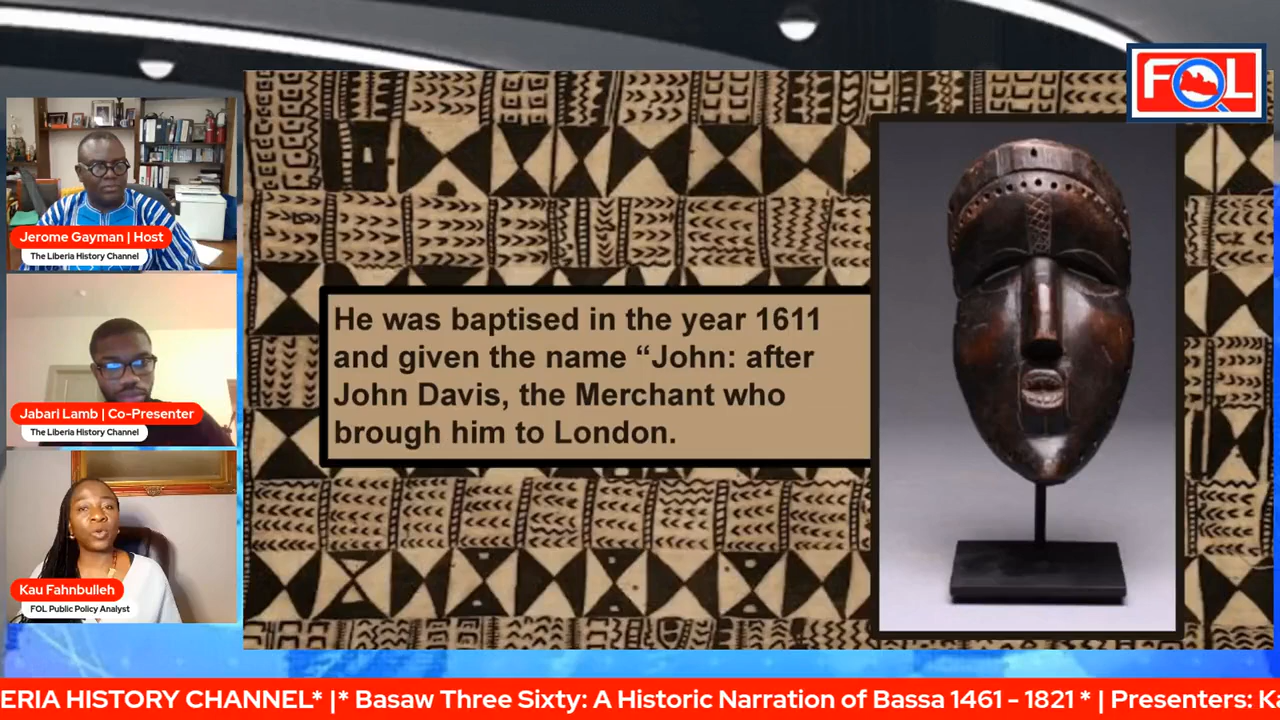 FOL
Jerome Gayman | Host
The Liberia History Channel
Jabari Lamb | Co-Presenter
The Liberia History Channel
Kau Fahnbulleh
FOL Public Policy Analyst
He was baptised in the year 1611
and given the name “John: after
John Davis, the Merchant who
brough him to London.
ERIA HISTORY CHANNEL* |* Basaw Three Sixty: A Historic Narration of Bassa 1461 - 1821 * | Presenters: Ka